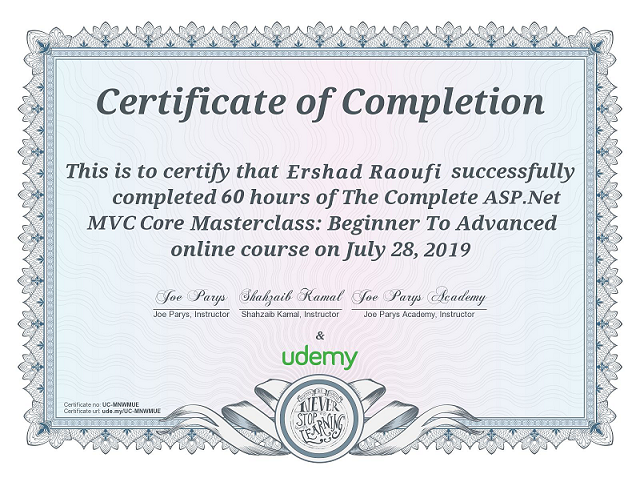 Certificate of Completion
This is to certify that Ershad Raoufi successfully
completed 60 hours of The Complete ASP.Net
MVC Core Masterclass: Beginner To Advanced
online course on July 28, 2019
Joe Parys Shahzaib Kamal Joe Parys Academy
Joe Parys, Instructor Shahzaib Kamal, Instructor Joe Parys Academy, Instructor
&
udemy
Certificate no: UC-MNWMUE
Certificate url: ude.my/UC-MNWMUE
NEVER
STOP
LEARNING